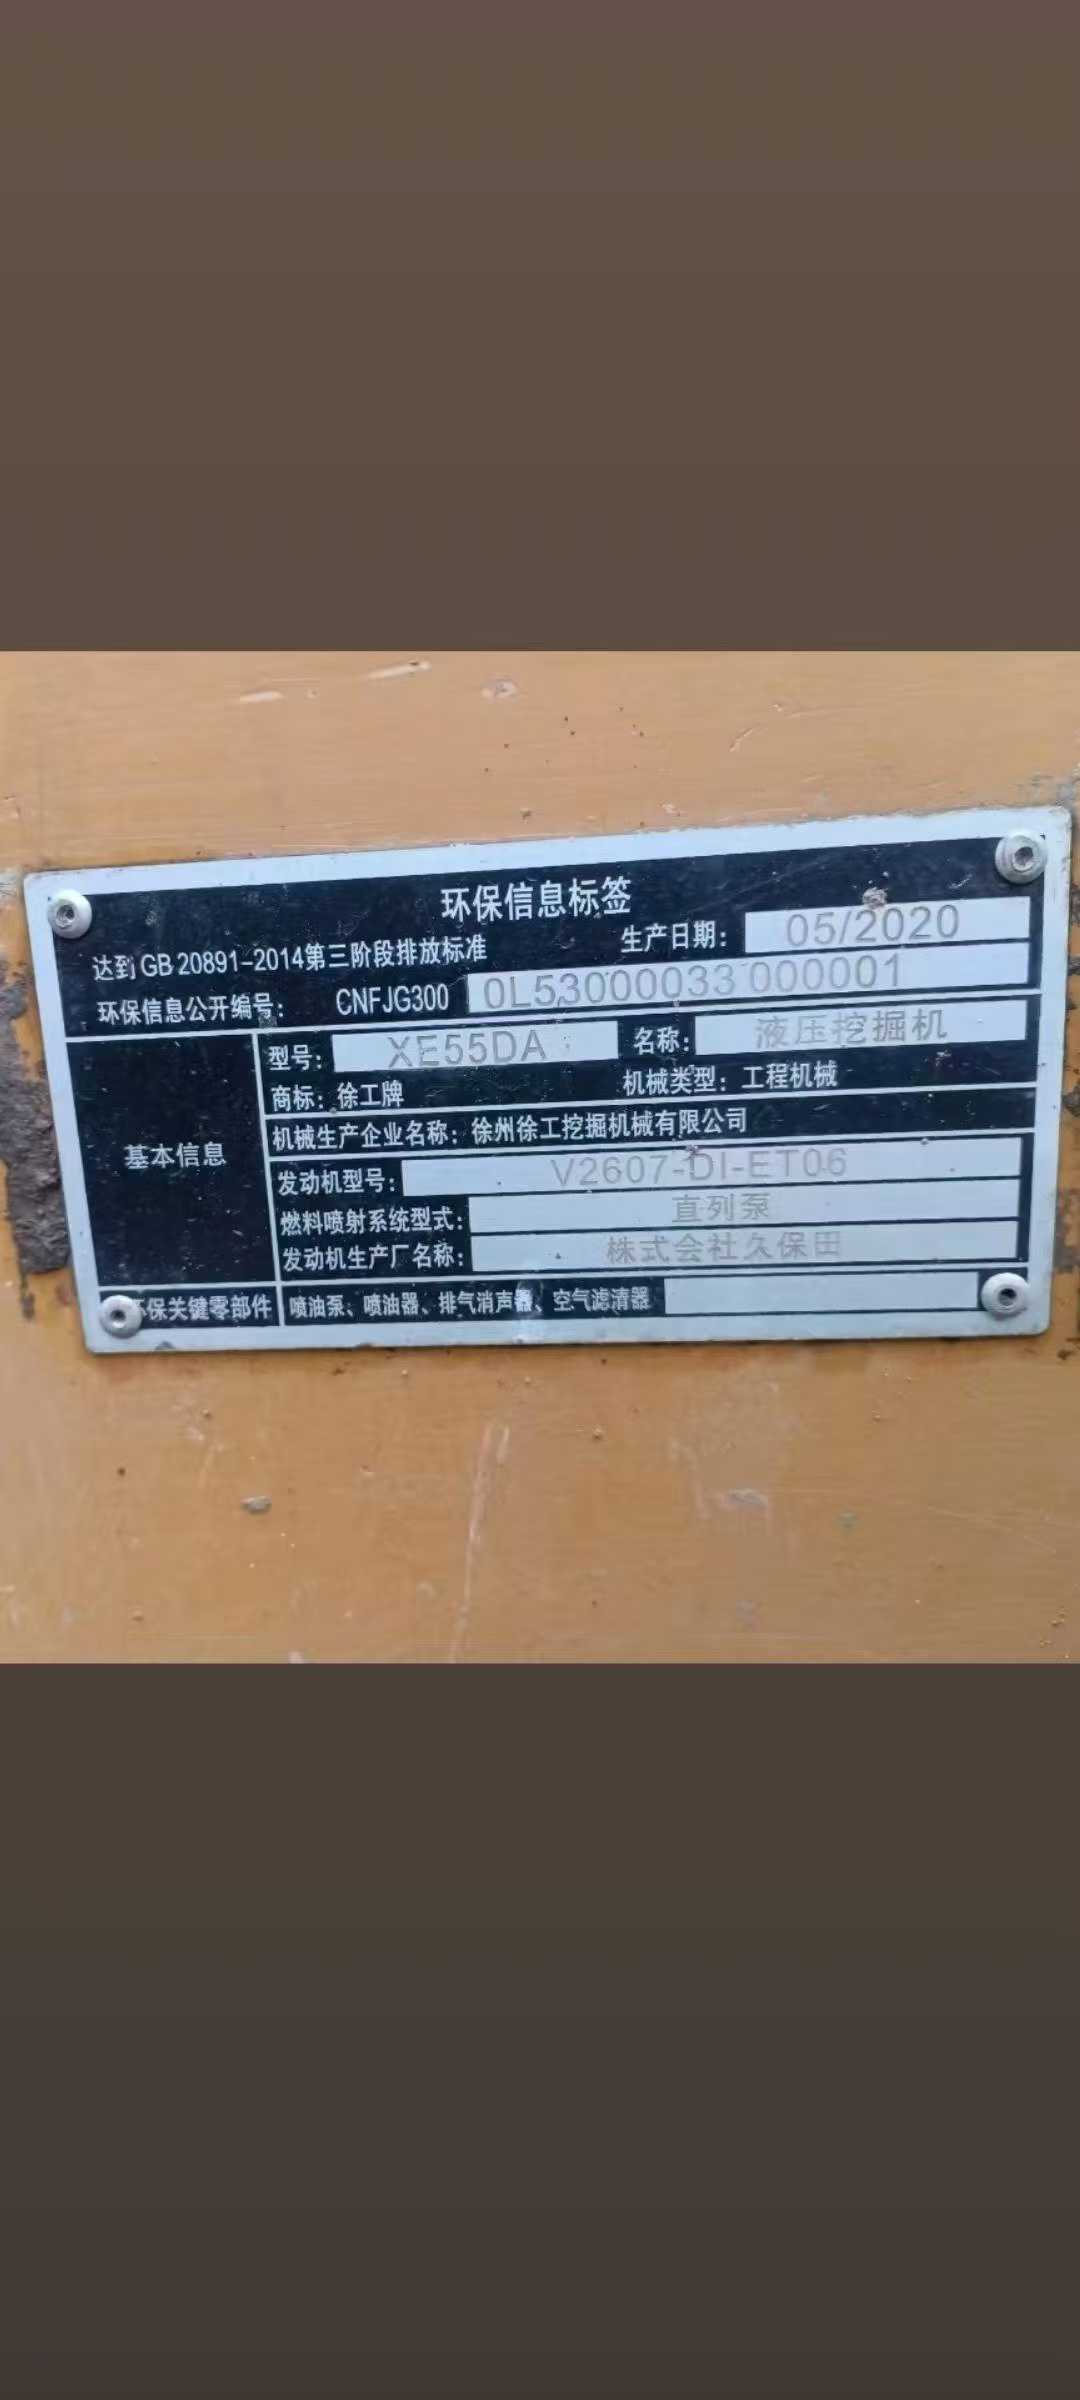 环保信息标签
达到GB 20891-2014第三阶段排放标准 生产日期: 05/2020
环保信息公开编号: CNFJG300 0L53000033 000001
基本信息
型号: XE55DA 名称: 液压挖掘机
商标: 徐工牌 机械类型: 工程机械
机械生产企业名称: 徐州徐工挖掘机械有限公司
发动机型号: V2607-DI-ET06
燃料喷射系统型式: 直列泵
发动机生产厂名称: 株式会社久保田
环保关键零部件 喷油泵、喷油器、排气消声器、空气滤清器